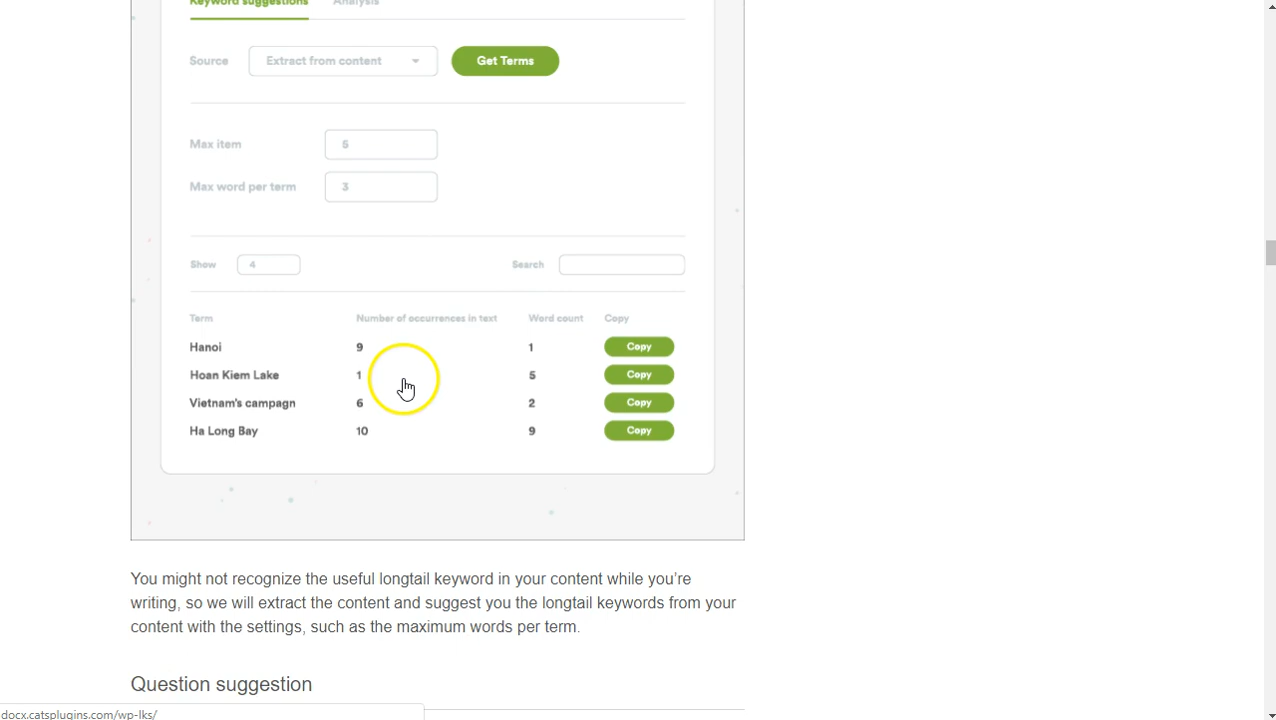 Keyword suggestions Analysis
Source Extract from content Get Terms
Max item 5
Max word per term 3
Show 4 Search
Term Number of occurrences in text Word count Copy
Hanoi 9 1 Copy
Hoan Kiem Lake 1 5 Copy
Vietnam's campagn 6 2 Copy
Ha Long Bay 10 9 Copy
You might not recognize the useful longtail keyword in your content while you're
writing, so we will extract the content and suggest you the longtail keywords from your
content with the settings, such as the maximum words per term.
Question suggestion
docx.catsplugins.com/wp-lks/